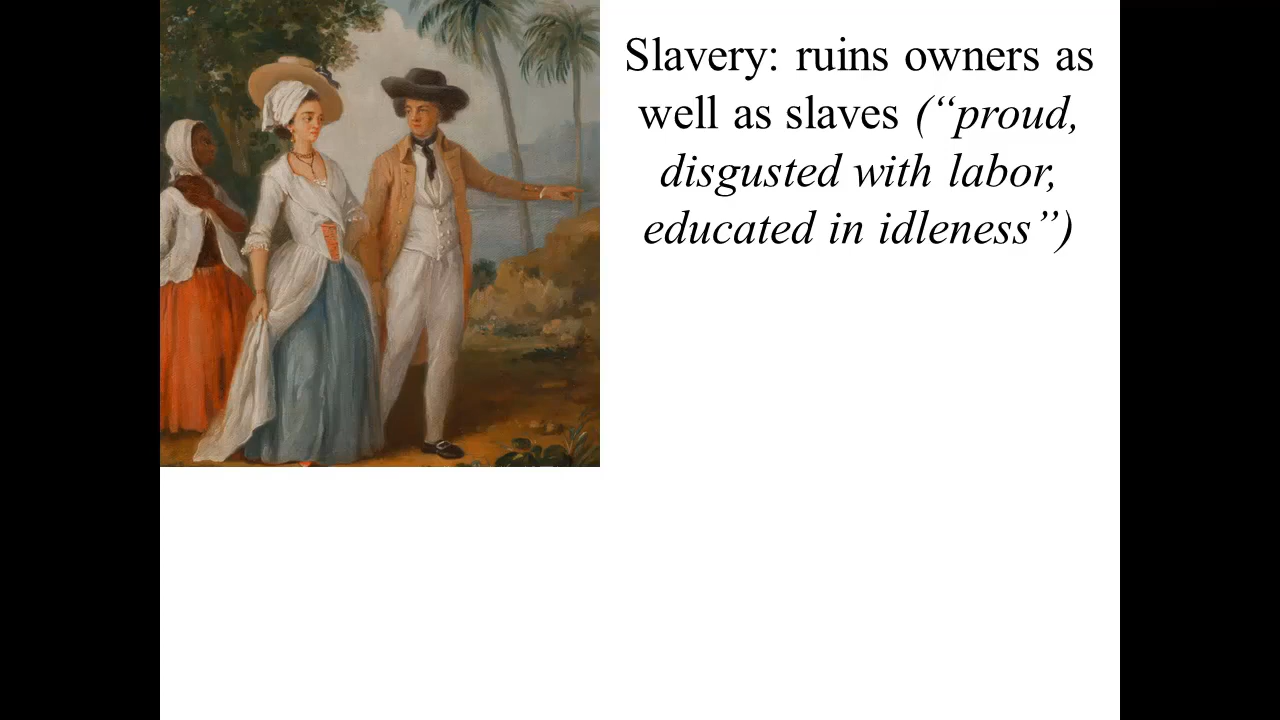 Slavery: ruins owners as
well as slaves (“proud,
disgusted with labor,
educated in idleness”)